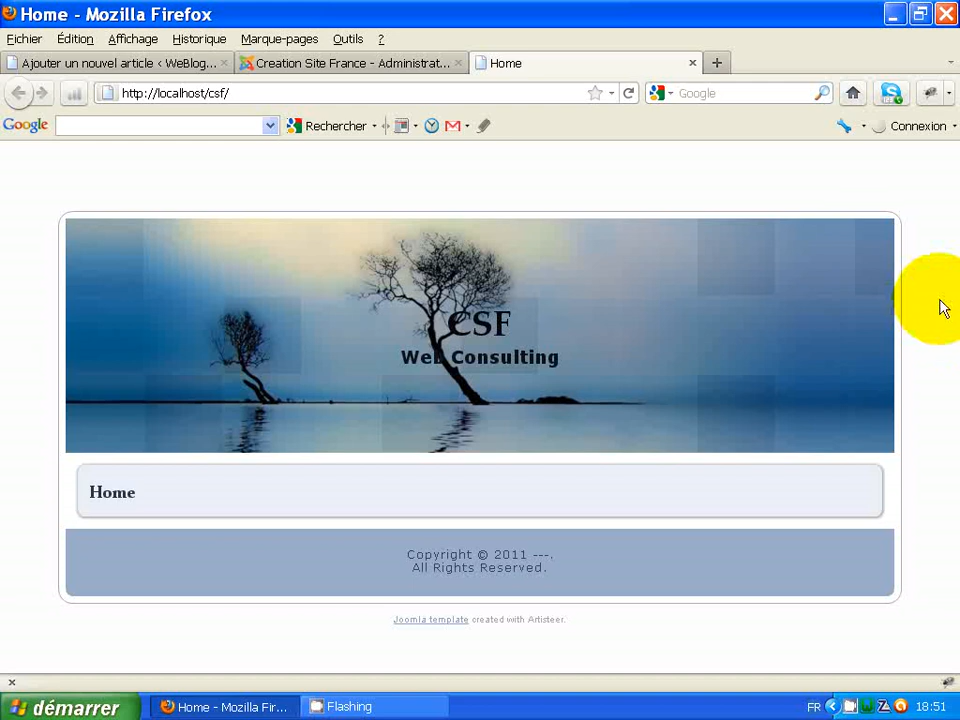 Home - Mozilla Firefox
Fichier Édition Affichage Historique Marque-pages Outils ?
Ajouter un nouvel article ‹ WeBlog... Creation Site France - Administrat... Home
http://localhost/csf/ Google
Google Rechercher Connexion
CSF
Web Consulting
Home
Copyright © 2011 ---.
All Rights Reserved.
Joomla template created with Artisteer.
démarrer Home - Mozilla Fir... Flashing FR 18:51